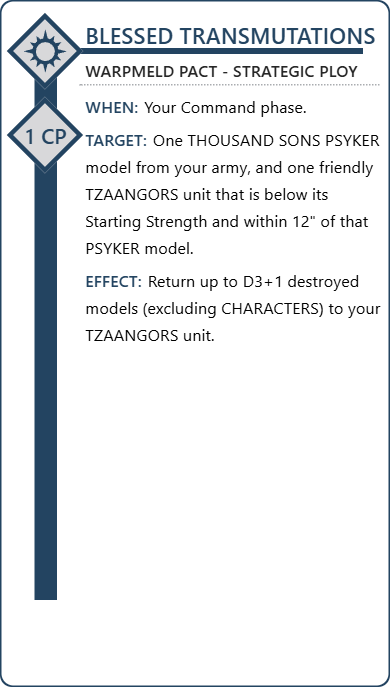 BLESSED TRANSMUTATIONS
WARPMELD PACT - STRATEGIC PLOY
1 CP
WHEN: Your Command phase.
TARGET: One THOUSAND SONS PSYKER
model from your army, and one friendly
TZAANGORS unit that is below its
Starting Strength and within 12" of that
PSYKER model.
EFFECT: Return up to D3+1 destroyed
models (excluding CHARACTERS) to your
TZAANGORS unit.